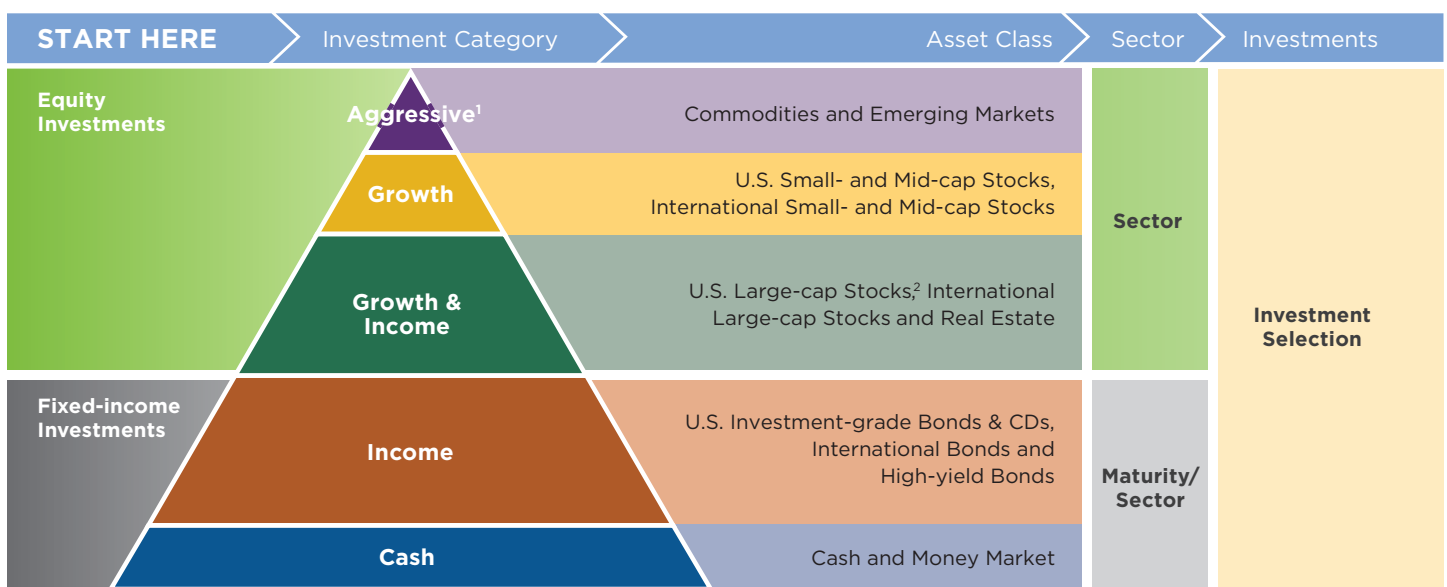 START HERE
Investment Category
Asset Class
Sector
Investments
Equity
Investments
Aggressive¹
Commodities and Emerging Markets
Growth
U.S. Small- and Mid-cap Stocks,
International Small- and Mid-cap Stocks
Growth &
Income
U.S. Large-cap Stocks,² International
Large-cap Stocks and Real Estate
Sector
Fixed-income
Investments
Income
U.S. Investment-grade Bonds & CDs,
International Bonds and
High-yield Bonds
Cash
Cash and Money Market
Maturity/
Sector
Investment
Selection